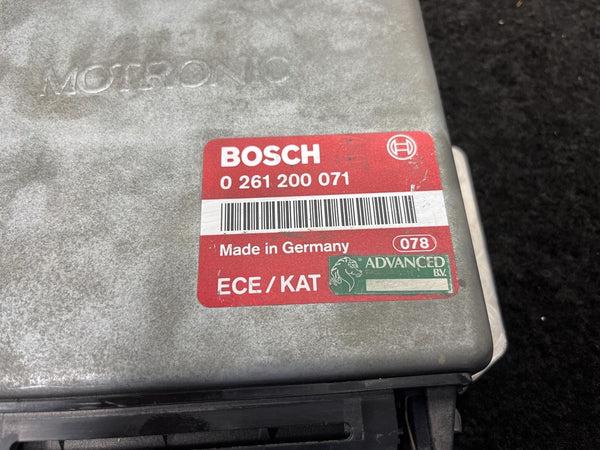 MOTRONIC
BOSCH
0 261 200 071
Made in Germany
078
ECE/KAT
ADVANCED
B.V.